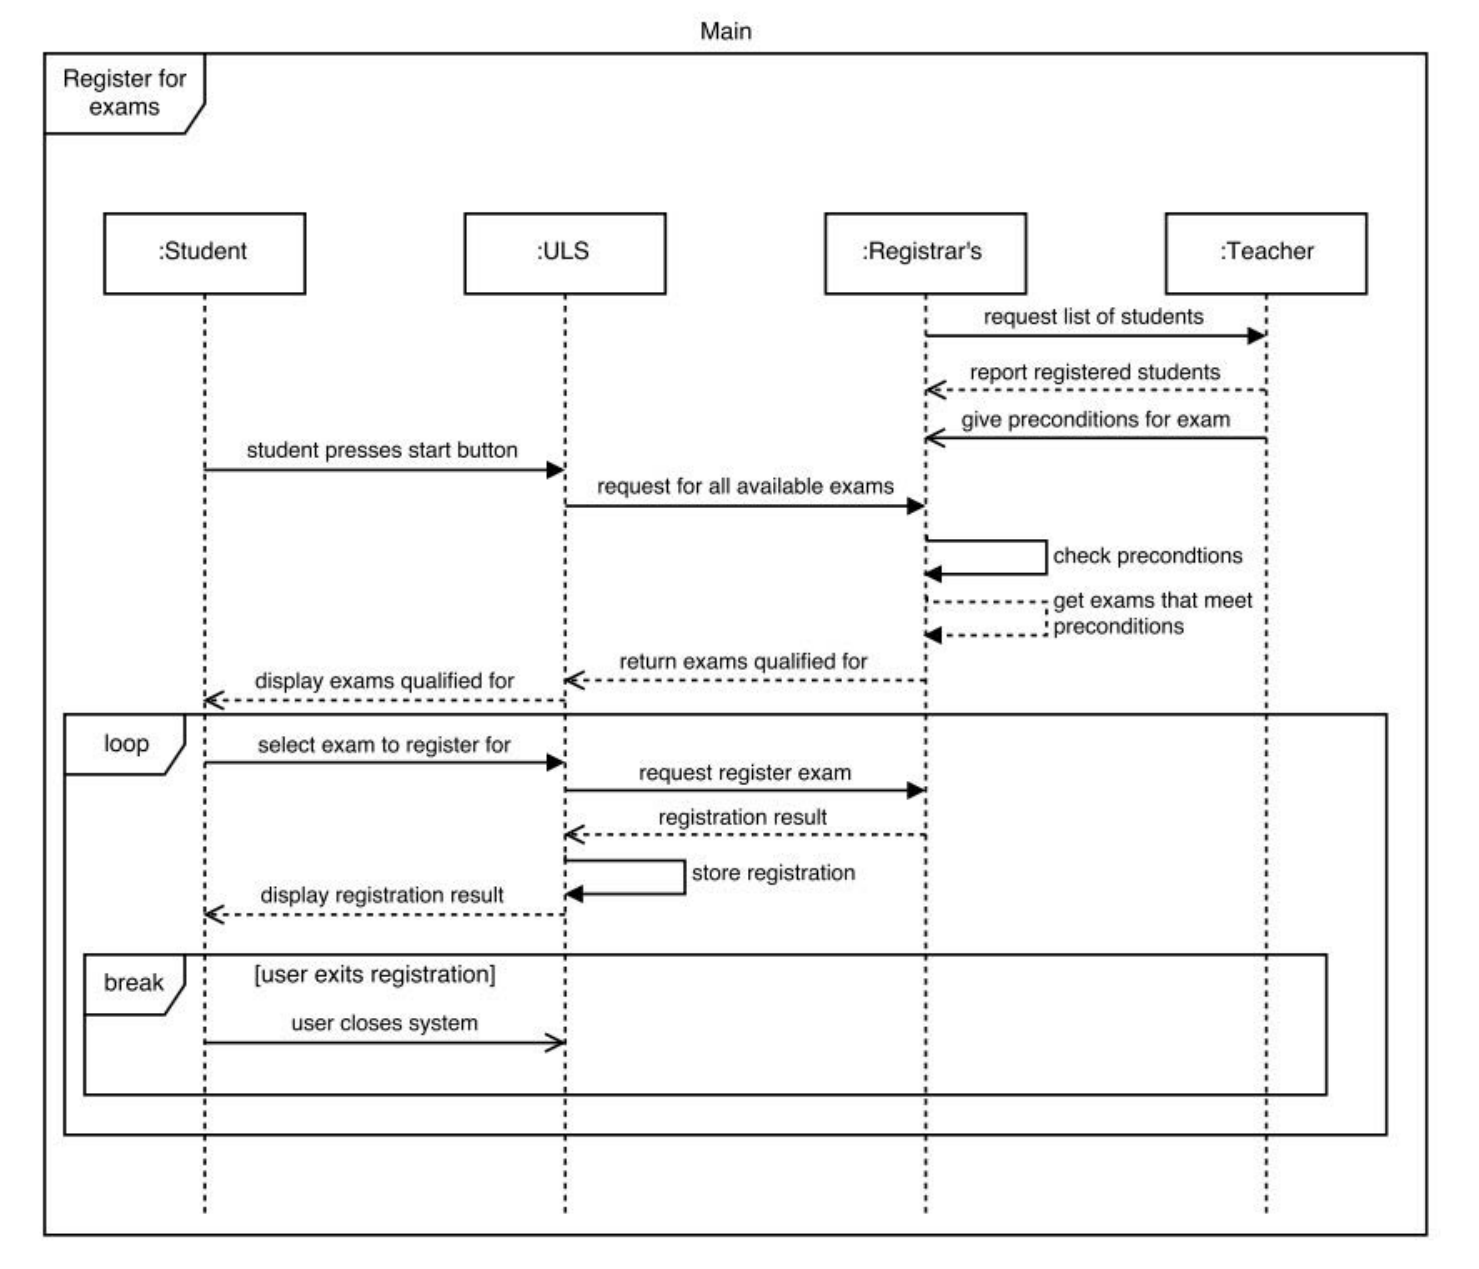 Main
Register for
exams
:Student
:ULS
:Registrar's
:Teacher
request list of students
report registered students
give preconditions for exam
student presses start button
request for all available exams
check precondtions
get exams that meet
preconditions
return exams qualified for
display exams qualified for
loop
select exam to register for
request register exam
registration result
store registration
display registration result
break
[user exits registration]
user closes system